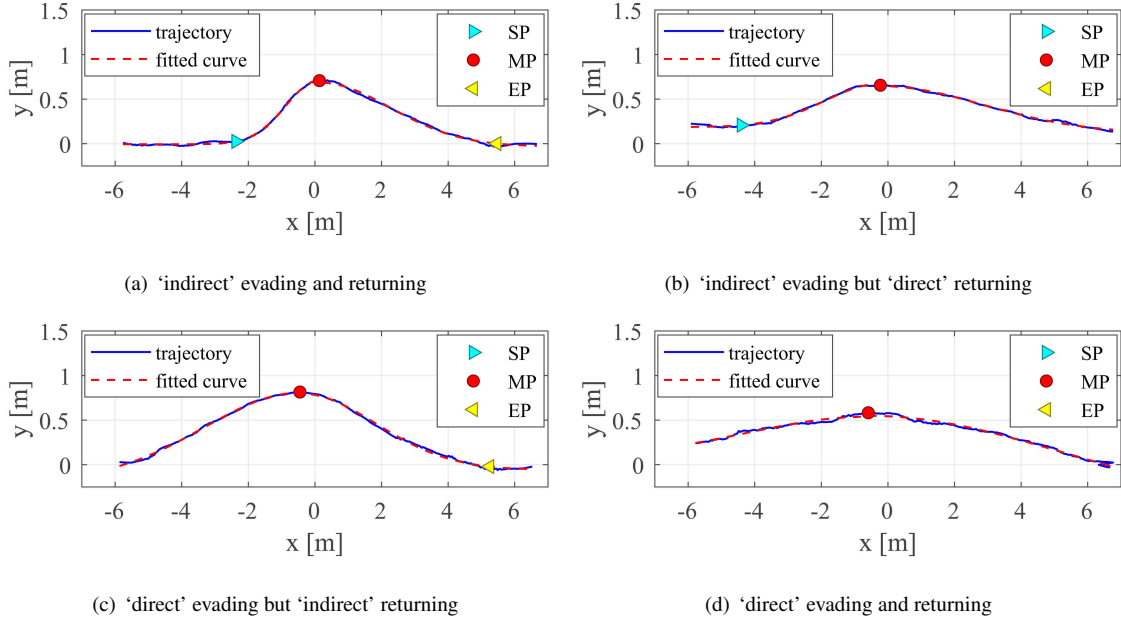 1.5
1
0.5
0
y [m]
trajectory
fitted curve
SP
MP
EP
-6 -4 -2 0 2 4 6
x [m]
(a) ‘indirect’ evading and returning
1.5
1
0.5
0
y [m]
trajectory
fitted curve
SP
MP
EP
-6 -4 -2 0 2 4 6
x [m]
(b) ‘indirect’ evading but ‘direct’ returning
1.5
1
0.5
0
y [m]
trajectory
fitted curve
SP
MP
EP
-6 -4 -2 0 2 4 6
x [m]
(c) ‘direct’ evading but ‘indirect’ returning
1.5
1
0.5
0
y [m]
trajectory
fitted curve
SP
MP
EP
-6 -4 -2 0 2 4 6
x [m]
(d) ‘direct’ evading and returning